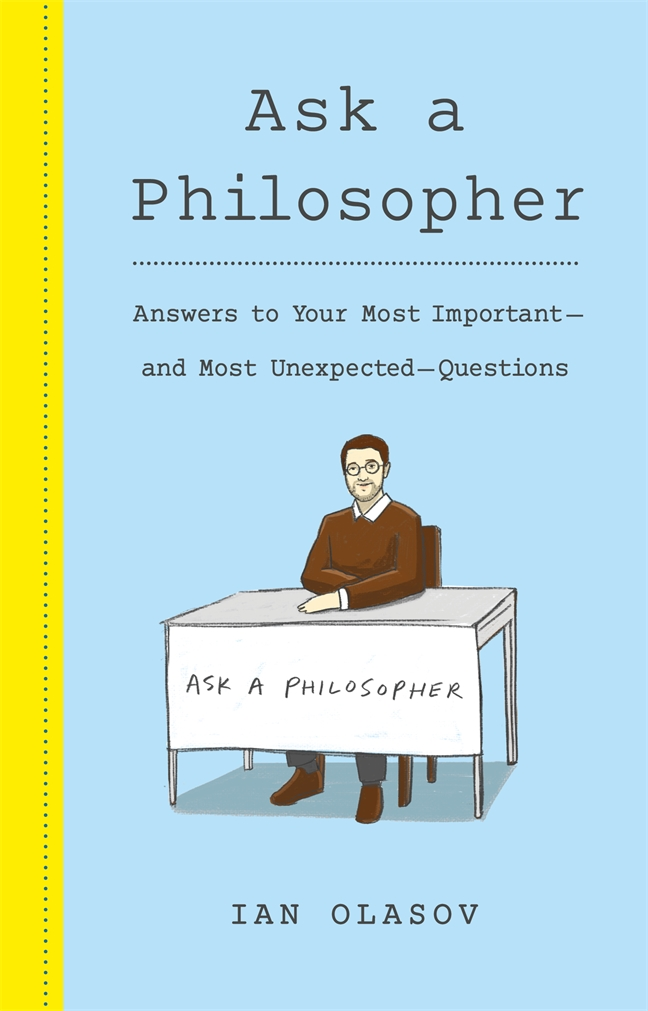 Ask a
Philosopher
Answers to Your Most Important—
and Most Unexpected—Questions
ASK A PHILOSOPHER
IAN OLASOV